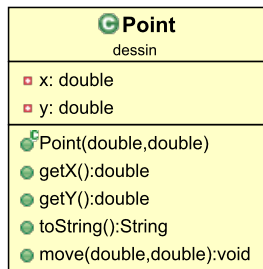 C Point
dessin
x: double
y: double
C Point(double,double)
getX():double
getY():double
toString():String
move(double,double):void